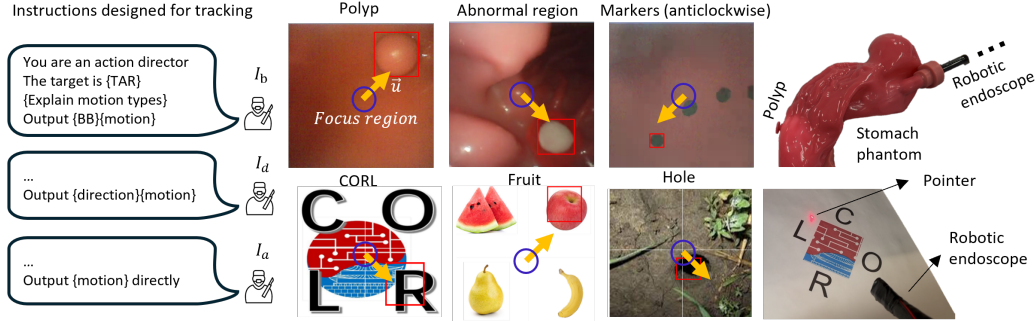 Instructions designed for tracking
You are an action director
The target is {TAR}
{Explain motion types}
Output {BB}{motion}
I_b
...
Output {direction}{motion}
I_d
...
Output {motion} directly
I_a
Polyp
u⃗
Focus region
Abnormal region
Markers (anticlockwise)
Polyp
Robotic
endoscope
Stomach
phantom
CORL
C O
L R
Fruit
Hole
Pointer
C
L
O
R
Robotic
endoscope